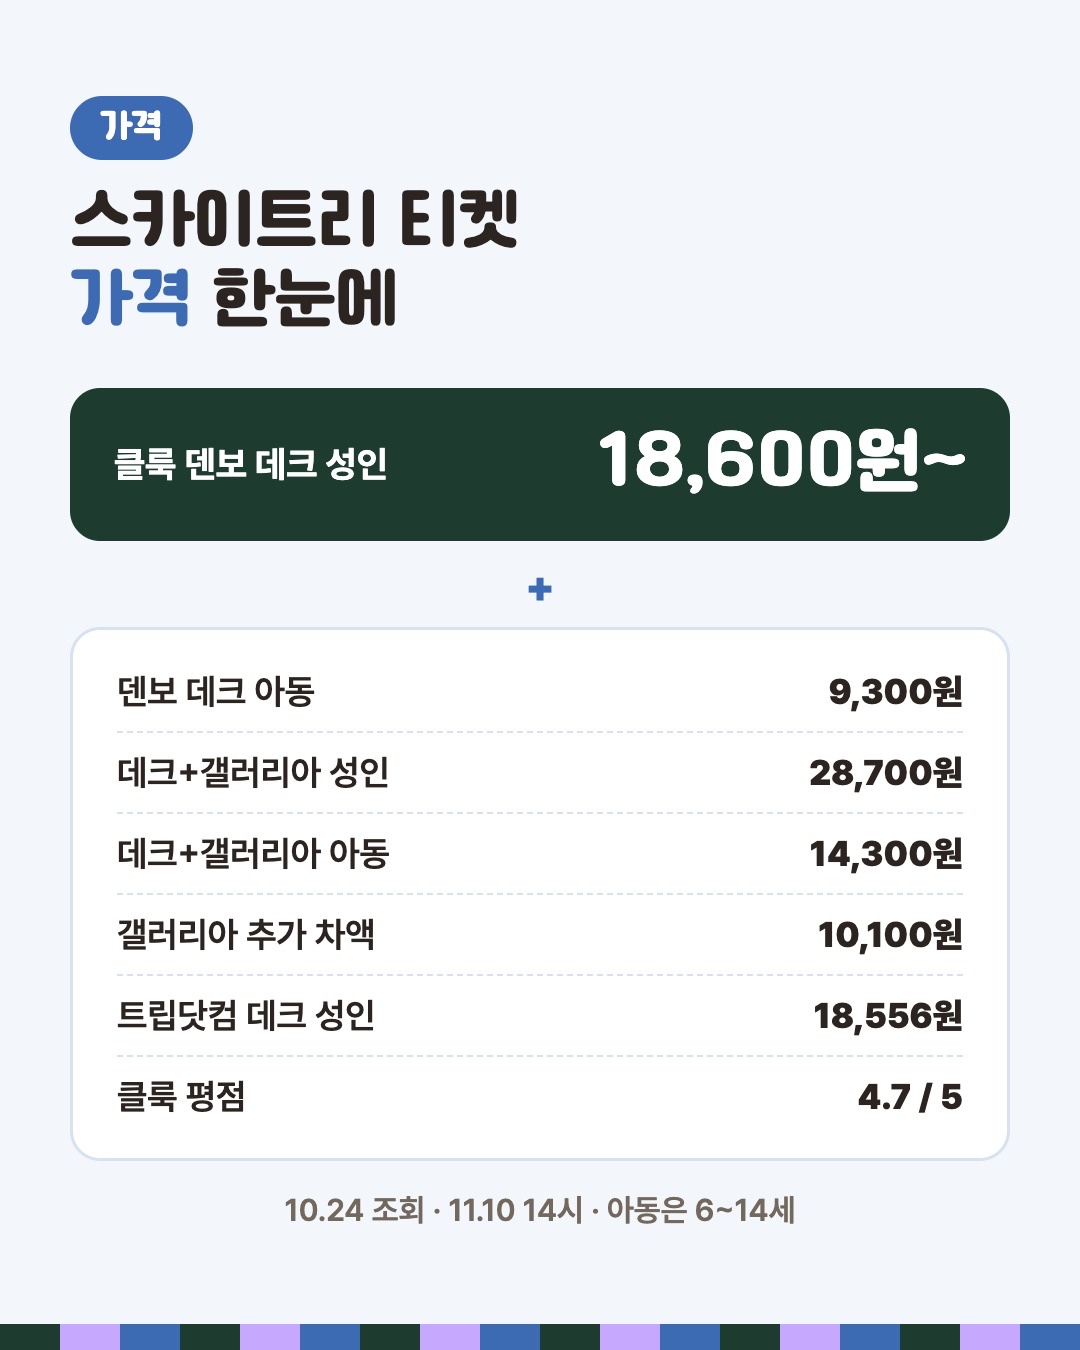 가격
스카이트리 티켓
가격 한눈에
클룩 덴보 데크 성인 18,600원~
+
덴보 데크 아동 9,300원
데크+갤러리아 성인 28,700원
데크+갤러리아 아동 14,300원
갤러리아 추가 차액 10,100원
트립닷컴 데크 성인 18,556원
클룩 평점 4.7 / 5
10.24 조회 · 11.10 14시 · 아동은 6~14세